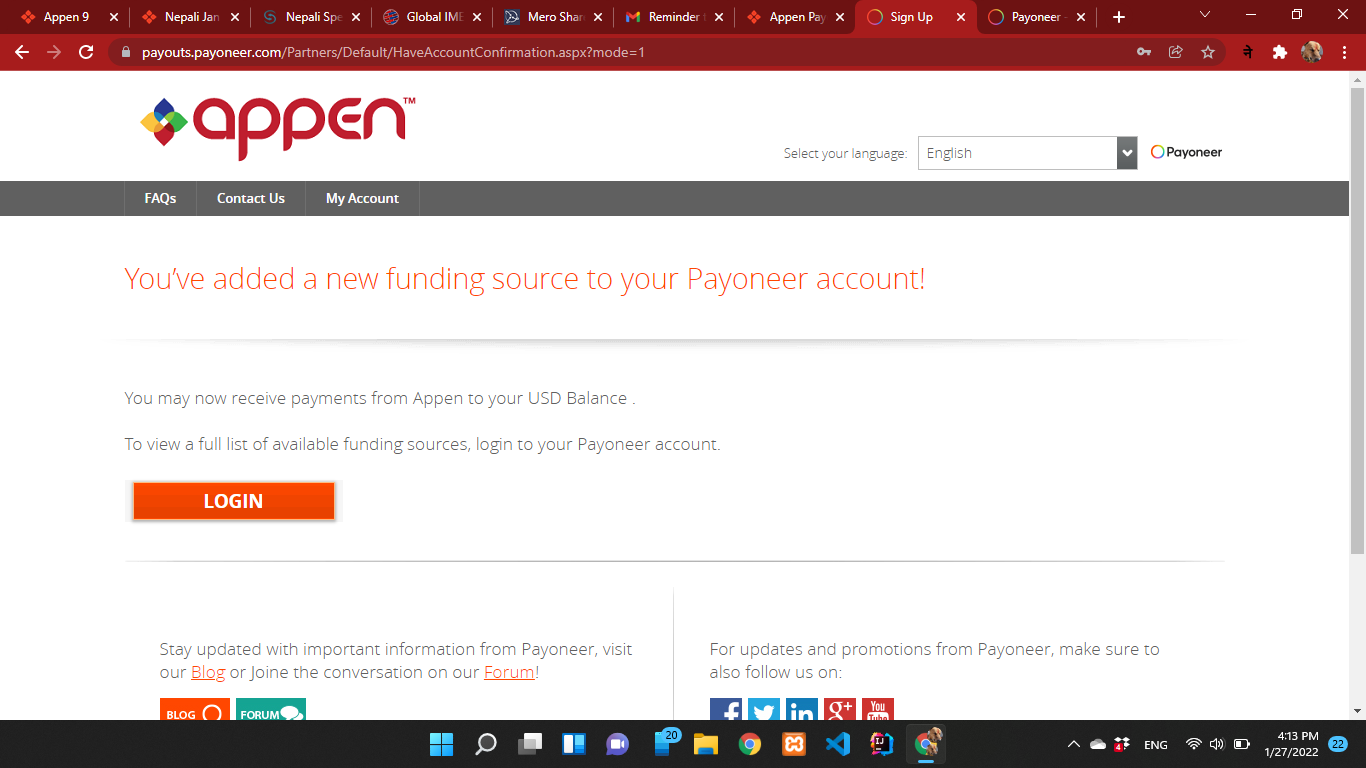 Appen 9
Nepali Jan
Nepali Spe
Global IME
Mero Shar
Reminder t
Appen Pay
Sign Up
Payoneer -
payouts.payoneer.com/Partners/Default/HaveAccountConfirmation.aspx?mode=1
ने
appen™
Select your language:
English
Payoneer
FAQs
Contact Us
My Account
You've added a new funding source to your Payoneer account!
You may now receive payments from Appen to your USD Balance .
To view a full list of available funding sources, login to your Payoneer account.
LOGIN
Stay updated with important information from Payoneer, visit
our Blog or Joine the conversation on our Forum!
For updates and promotions from Payoneer, make sure to
also follow us on:
BLOG
FORUM
f
in
g+
You
Tube
20
IJ
4
ENG
4:13 PM
1/27/2022
22